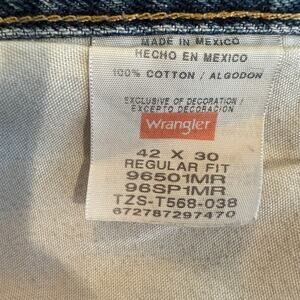 MADE IN MEXICO
HECHO EN MEXICO
100% COTTON / ALGODON
EXCLUSIVE OF DECORATION /
EXCEPTO DECORACION
Wrangler
42 X 30
REGULAR FIT
96501MR
96SP1MR
TZS-T568-038
672787297470